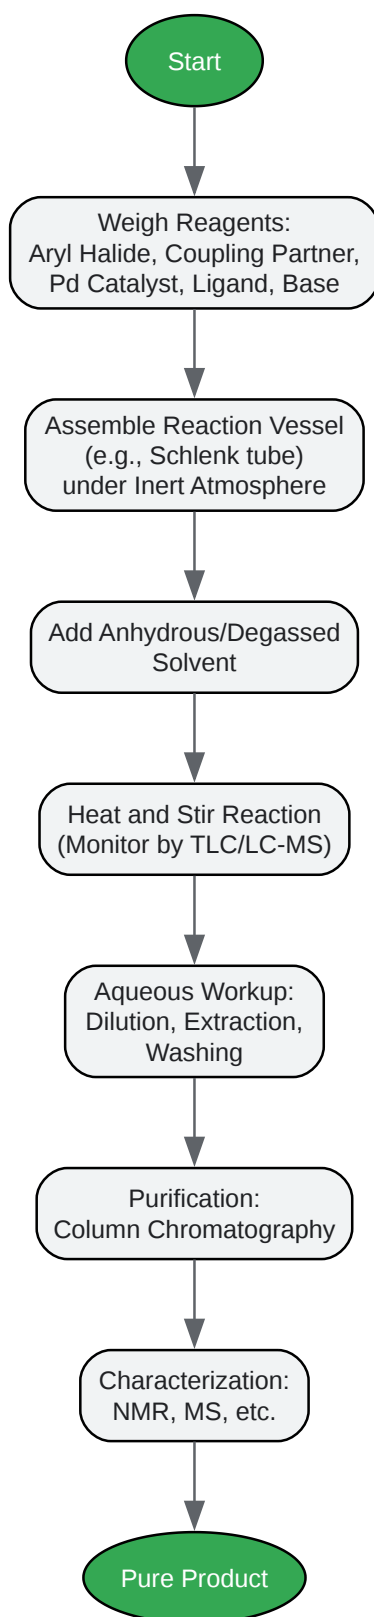 Start
Weigh Reagents:
Aryl Halide, Coupling Partner,
Pd Catalyst, Ligand, Base
Assemble Reaction Vessel
(e.g., Schlenk tube)
under Inert Atmosphere
Add Anhydrous/Degassed
Solvent
Heat and Stir Reaction
(Monitor by TLC/LC-MS)
Aqueous Workup:
Dilution, Extraction,
Washing
Purification:
Column Chromatography
Characterization:
NMR, MS, etc.
Pure Product